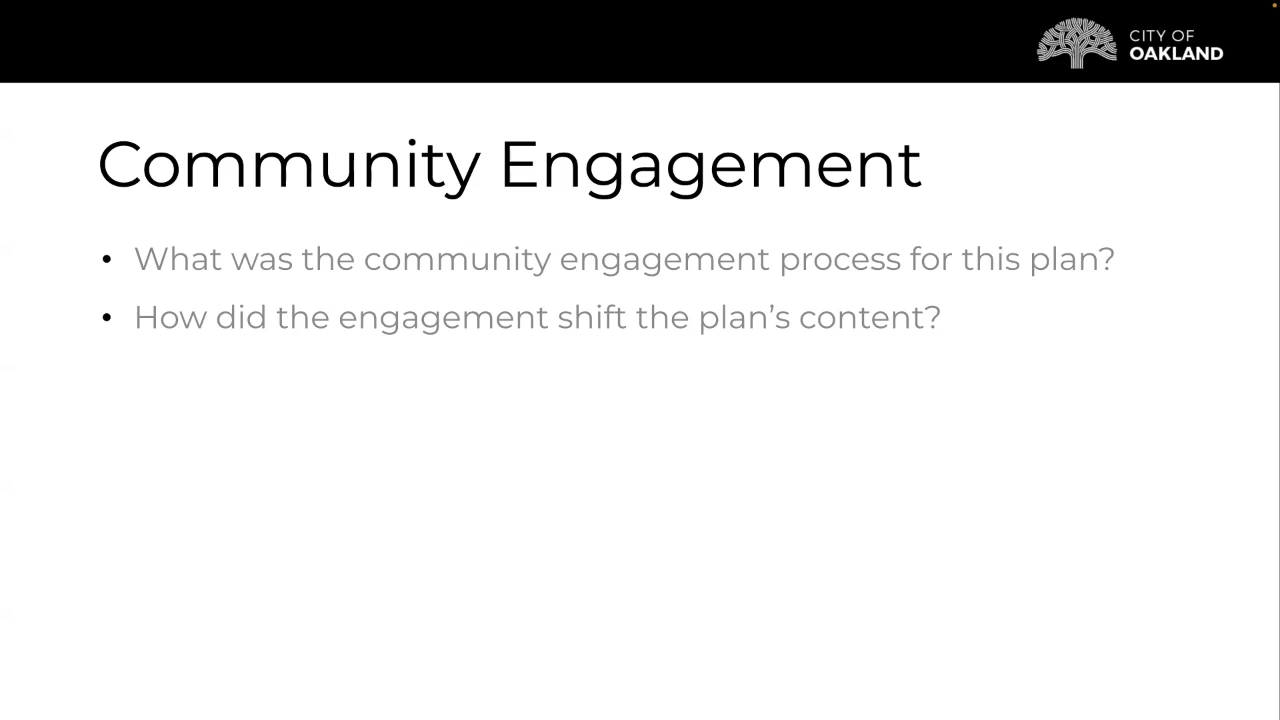 CITY OF
OAKLAND
Community Engagement
• What was the community engagement process for this plan?
• How did the engagement shift the plan’s content?